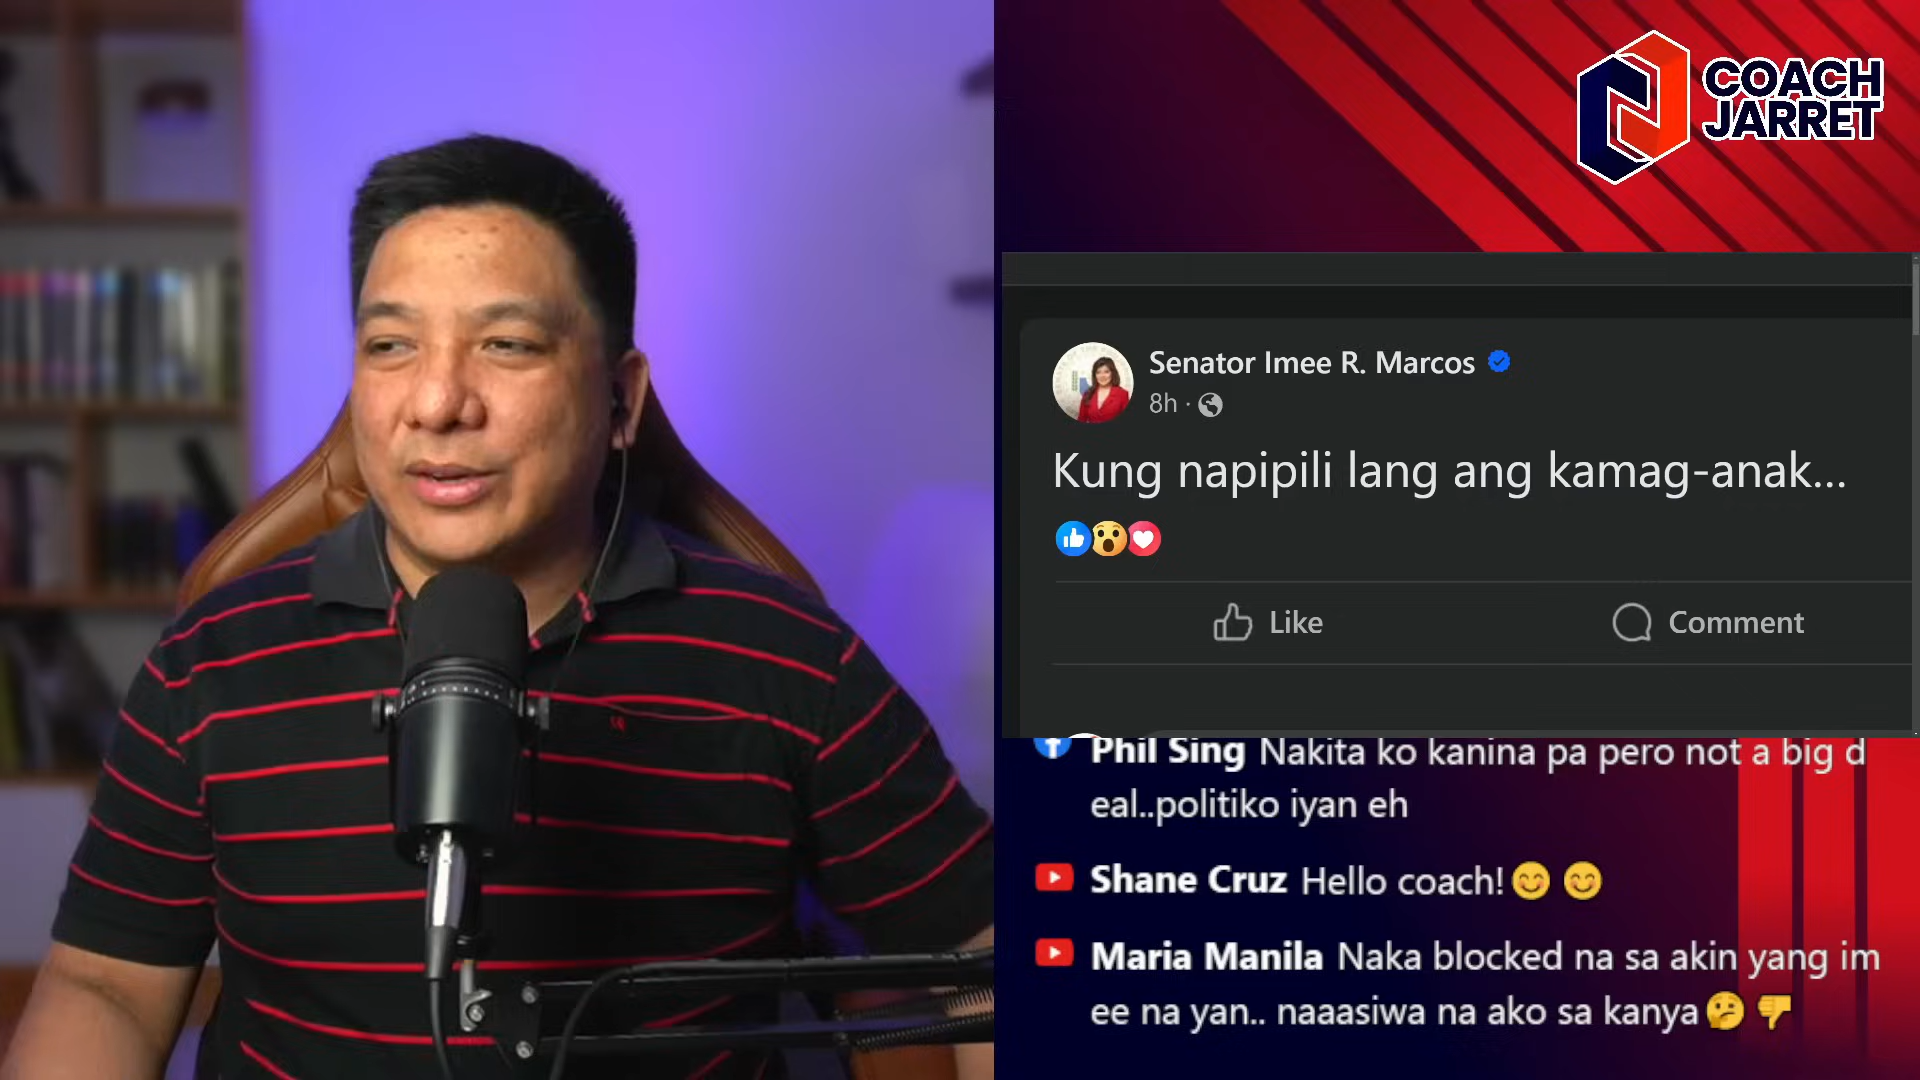 COACH
JARRET
Senator Imee R. Marcos
8h ·
Kung napipili lang ang kamag-anak...
Like
Comment
Phil Sing Nakita ko kanina pa pero not a big d
eal..politiko iyan eh
Shane Cruz Hello coach!😊 😊
Maria Manila Naka blocked na sa akin yang im
ee na yan.. naaasiwa na ako sa kanya🤔 👎